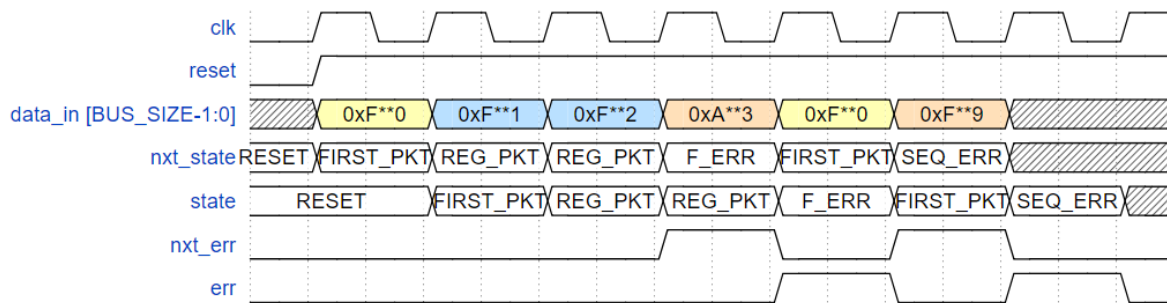 clk
reset
data_in [BUS_SIZE-1:0] 0xF**0 0xF**1 0xF**2 0xA**3 0xF**0 0xF**9
nxt_state RESET FIRST_PKT REG_PKT REG_PKT F_ERR FIRST_PKT SEQ_ERR
state RESET FIRST_PKT REG_PKT REG_PKT F_ERR FIRST_PKT SEQ_ERR
nxt_err
err